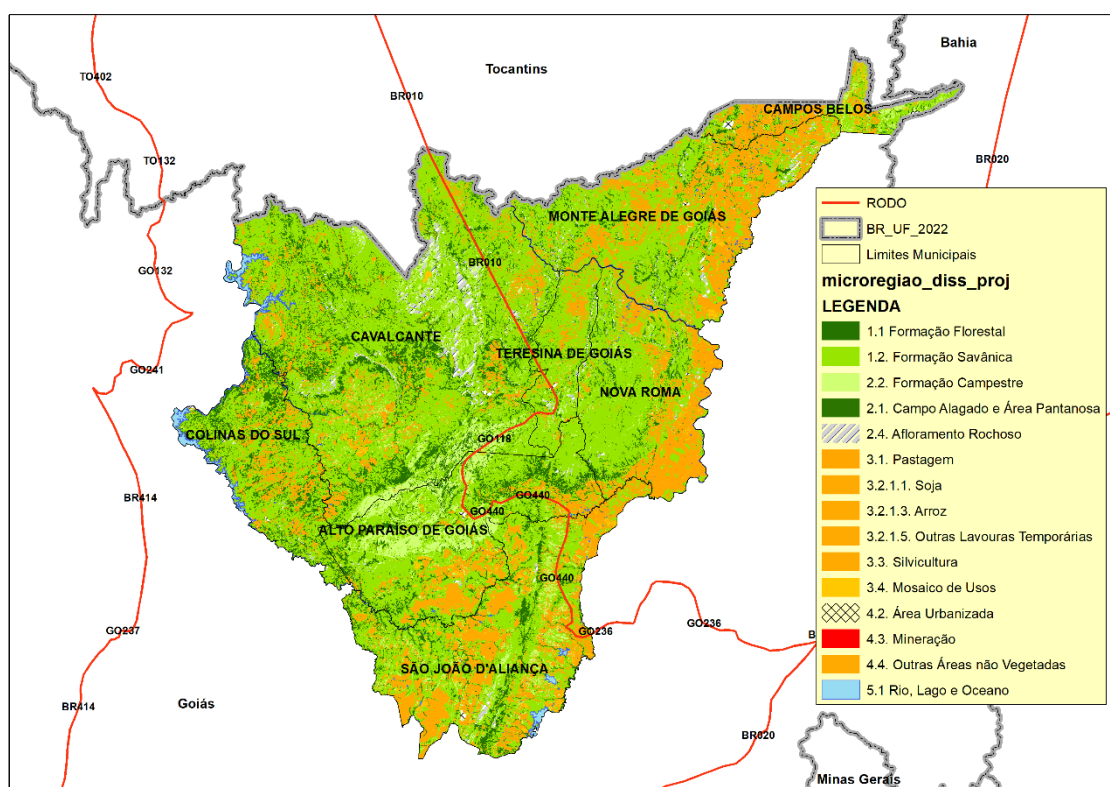 Bahia
Tocantins
TO402
BR010
CAMPOS BELOS
TO132
BR020
RODO
MONTE ALEGRE DE GOIÁS
BR_UF_2022
Limites Municipais
BR010
GO132
microregiao_diss_proj
LEGENDA
1.1 Formação Florestal
CAVALCANTE
1.2. Formação Savânica
TERESINA DE GOIÁS
GO241
2.2. Formação Campestre
NOVA ROMA
2.1. Campo Alagado e Área Pantanosa
COLINAS DO SUL
GO118
2.4. Afloramento Rochoso
3.1. Pastagem
3.2.1.1. Soja
BR414
GO440
GO440
3.2.1.3. Arroz
ALTO PARAÍSO DE GOIÁS
3.2.1.5. Outras Lavouras Temporárias
3.3. Silvicultura
GO440
3.4. Mosaico de Usos
4.2. Área Urbanizada
GO237
GO236
GO236
B
4.3. Mineração
SÃO JOÃO D'ALIANÇA
4.4. Outras Áreas não Vegetadas
5.1 Rio, Lago e Oceano
BR414
Goiás
BR020
Minas Gerais